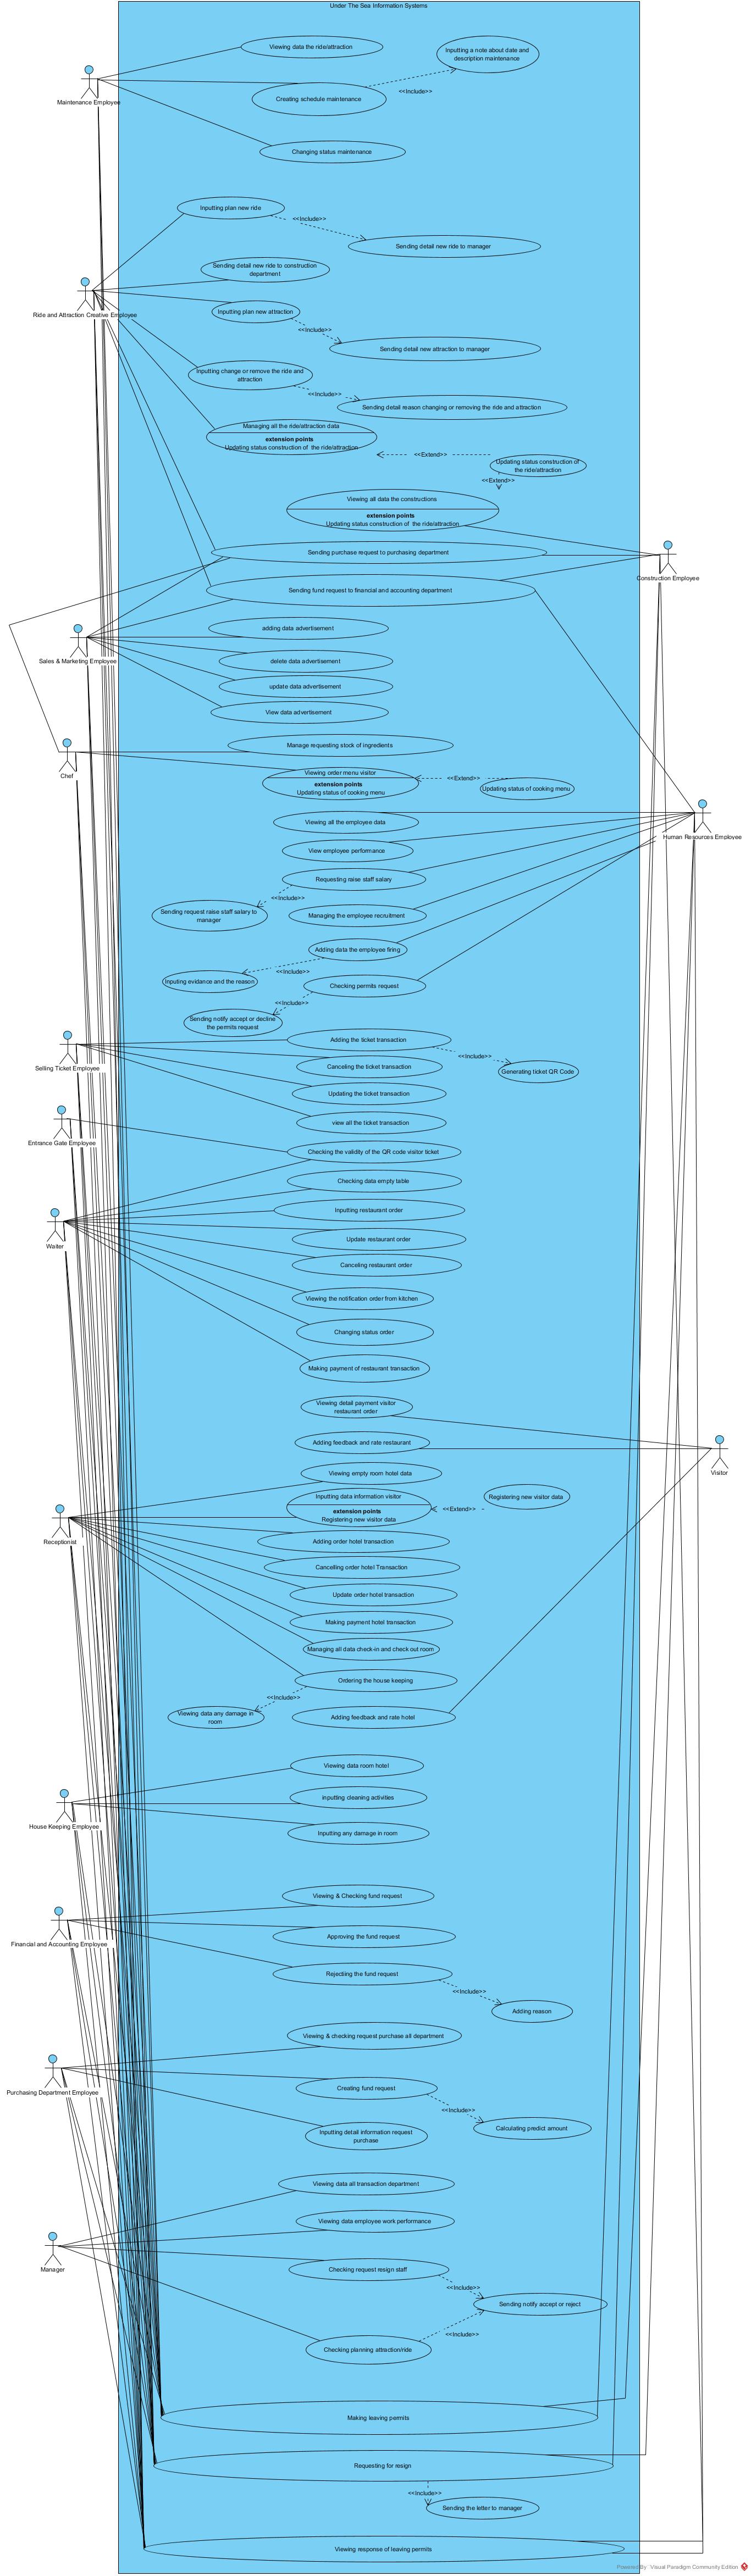 Under The Sea Information Systems
Viewing data the ride/attraction
Inputting a note about date and
description maintenance
Maintenance Employee
<<Include>>
Creating schedule maintenance
Changing status maintenance
Inputting plan new ride
<<Include>>
Sending detail new ride to manager
Sending detail new ride to construction
department
Ride and Attraction Creative Employee
Inputting plan new attraction
<<Include>>
Sending detail new attraction to manager
Inputting change or remove the ride and
attraction
<<Include>>
Sending detail reason changing or removing the ride and attraction
Managing all the ride/attraction data
extension points
Updating status construction of the ride/attraction
<<Extend>>
Updating status construction of
the ride/attraction
<<Extend>>
Viewing all data the constructions
extension points
Updating status construction of the ride/attraction
Sending purchase request to purchasing department
Construction Employee
Sending fund request to financial and accounting department
adding data advertisement
Sales & Marketing Employee
delete data advertisement
update data advertisement
View data advertisement
Manage requesting stock of ingredients
Chef
Viewing order menu visitor
extension points
Updating status of cooking menu
<<Extend>>
Updating status of cooking menu
Viewing all the employee data
Human Resources Employee
View employee performance
Requesting raise staff salary
<<Include>>
Sending request raise staff salary to
manager
Managing the employee recruitment
Adding data the employee firing
<<Include>>
Inputing evidance and the reason
Checking permits request
<<Include>>
Sending notify accept or decline
the permits request
Adding the ticket transaction
<<Include>>
Selling Ticket Employee
Canceling the ticket transaction
Generating ticket QR Code
Updating the ticket transaction
view all the ticket transaction
Entrance Gate Employee
Checking the validity of the QR code visitor ticket
Checking data empty table
Inputting restaurant order
Waiter
Update restaurant order
Canceling restaurant order
Viewing the notification order from kitchen
Changing status order
Making payment of restaurant transaction
Viewing detail payment visitor
restaurant order
Adding feedback and rate restaurant
Visitor
Viewing empty room hotel data
Inputting data information visitor
extension points
Registering new visitor data
<<Extend>>
Registering new visitor data
Receptionist
Adding order hotel transaction
Cancelling order hotel Transaction
Update order hotel transaction
Making payment hotel transaction
Managing all data check-in and check out room
Ordering the house keeping
<<Include>>
Viewing data any damage in
room
Adding feedback and rate hotel
Viewing data room hotel
inputting cleaning activities
House Keeping Employee
Inputting any damage in room
Viewing & Checking fund request
Approving the fund request
Financial and Accounting Employee
Rejectiing the fund request
<<Include>>
Adding reason
Viewing & checking request purchase all department
Purchasing Department Employee
Creating fund request
<<Include>>
Calculating predict amount
Inputting detail information request
purchase
Viewing data all transaction department
Viewing data employee work performance
Manager
Checking request resign staff
<<Include>>
Sending notify accept or reject
<<Include>>
Checking planning attraction/ride
Making leaving permits
Requesting for resign
<<Include>>
Sending the letter to manager
Viewing response of leaving permits
Powered By Visual Paradigm Community Edition